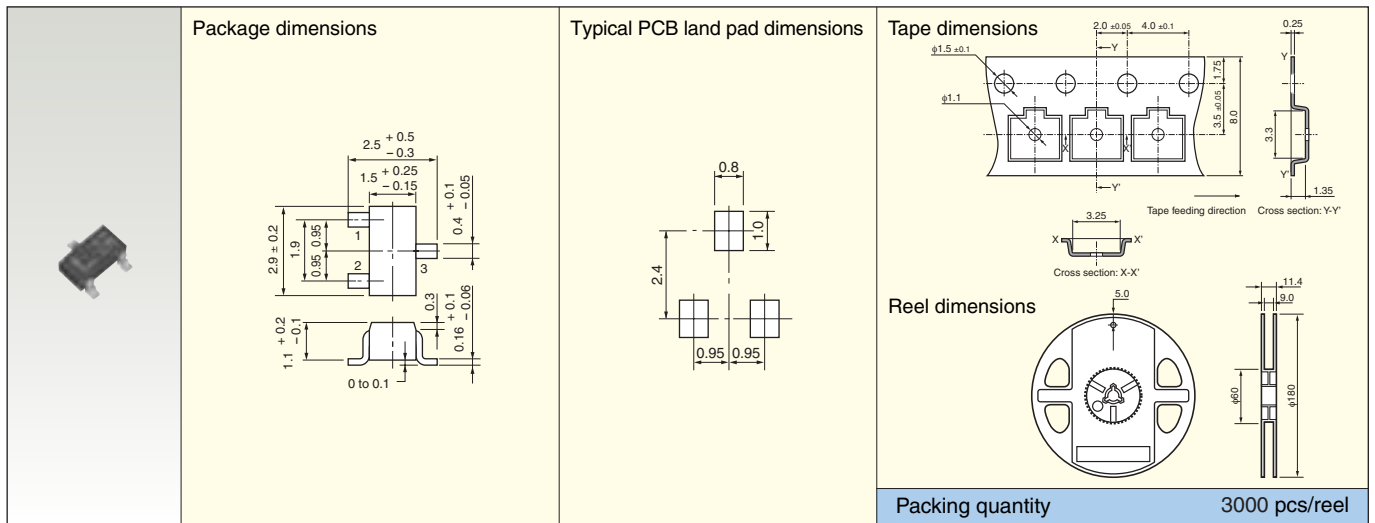 Package dimensions
2.5 + 0.5 − 0.3
1.5 + 0.25 − 0.15
0.4 + 0.1 − 0.05
2.9 ± 0.2
1.9
0.95
0.95
1
2
3
1.1 + 0.2 − 0.1
0.3
0.16 + 0.1 − 0.06
0 to 0.1
Typical PCB land pad dimensions
0.8
1.0
2.4
0.95
0.95
Tape dimensions
2.0 ±0.05
4.0 ±0.1
0.25
φ1.5 ±0.1
Y
Y
φ1.1
1.75
3.5 ±0.05
8.0
3.3
X
X'
Y'
Y'
1.35
Tape feeding direction
Cross section: Y-Y'
3.25
X
X'
Cross section: X-X'
Reel dimensions
5.0
11.4
9.0
φ60
φ180
Packing quantity 3000 pcs/reel